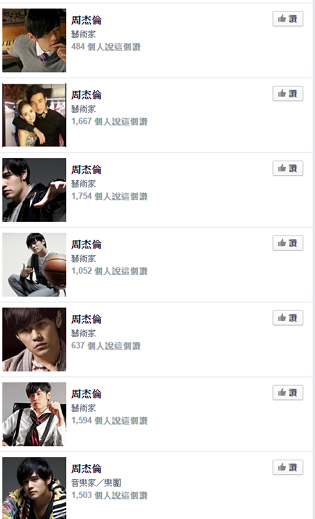 周杰倫
讚
藝術家
484 個人說這個讚
周杰倫
讚
藝術家
1,667 個人說這個讚
周杰倫
讚
藝術家
1,754 個人說這個讚
周杰倫
讚
藝術家
1,052 個人說這個讚
周杰倫
讚
藝術家
637 個人說這個讚
周杰倫
讚
藝術家
1,594 個人說這個讚
周杰倫
讚
音樂家／樂團
1,503 個人說這個讚